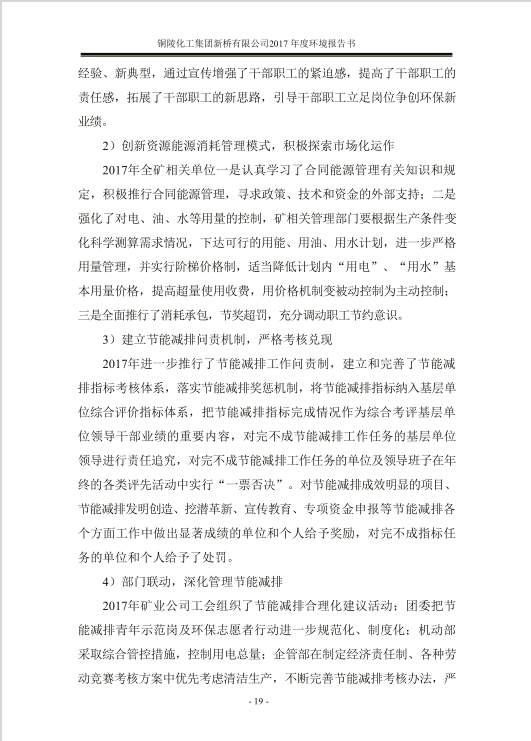 铜陵化工集团新桥有限公司2017 年度环境报告书
经验、新典型，通过宣传增强了干部职工的紧迫感，提高了干部职工的
责任感，拓展了干部职工的新思路，引导干部职工立足岗位争创环保新
业绩。
2）创新资源能源消耗管理模式，积极探索市场化运作
2017年全矿相关单位一是认真学习了合同能源管理有关知识和规
定，积极推行合同能源管理，寻求政策、技术和资金的外部支持；二是
强化了对电、油、水等用量的控制，矿相关管理部门要根据生产条件变
化科学测算需求情况，下达可行的用能、用油、用水计划，进一步严格
用量管理，并实行阶梯价格制，适当降低计划内“用电”、“用水”基
本用量价格，提高超量使用收费，用价格机制变被动控制为主动控制；
三是全面推行了消耗承包，节奖超罚，充分调动职工节约意识。
3）建立节能减排问责机制，严格考核兑现
2017年进一步推行了节能减排工作问责制，建立和完善了节能减
排指标考核体系，落实节能减排奖惩机制，将节能减排指标纳入基层单
位综合评价指标体系，把节能减排指标完成情况作为综合考评基层单
位领导干部业绩的重要内容，对完不成节能减排工作任务的基层单位
领导进行责任追究，对完不成节能减排工作任务的单位及领导班子在年
终的各类评先活动中实行“一票否决”。对节能减排成效明显的项目、
节能减排发明创造、挖潜革新、宣传教育、专项资金申报等节能减排各
个方面工作中做出显著成绩的单位和个人给予奖励，对完不成指标任
务的单位和个人给予了处罚。
4）部门联动，深化管理节能减排
2017年矿业公司工会组织了节能减排合理化建议活动；团委把节
能减排青年示范岗及环保志愿者行动进一步规范化、制度化；机动部
采取综合管控措施，控制用电总量；企管部在制定经济责任制、各种劳
动竞赛考核方案中优先考虑清洁生产，不断完善节能减排考核办法，严
- 19 -